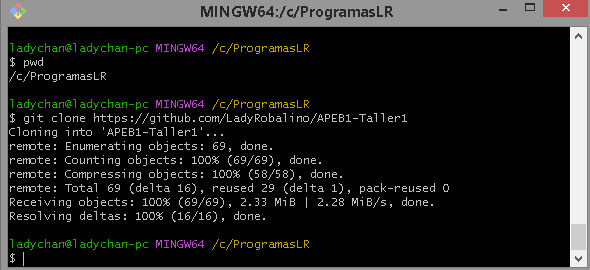 MINGW64:/c/ProgramasLR
ladychan@ladychan-pc MINGW64 /c/ProgramasLR
$ pwd
/c/ProgramasLR
ladychan@ladychan-pc MINGW64 /c/ProgramasLR
$ git clone https://github.com/LadyRobalino/APEB1-Taller1
Cloning into 'APEB1-Taller1'...
remote: Enumerating objects: 69, done.
remote: Counting objects: 100% (69/69), done.
remote: Compressing objects: 100% (58/58), done.
remote: Total 69 (delta 16), reused 29 (delta 1), pack-reused 0
Receiving objects: 100% (69/69), 2.33 MiB | 2.28 MiB/s, done.
Resolving deltas: 100% (16/16), done.
ladychan@ladychan-pc MINGW64 /c/ProgramasLR
$